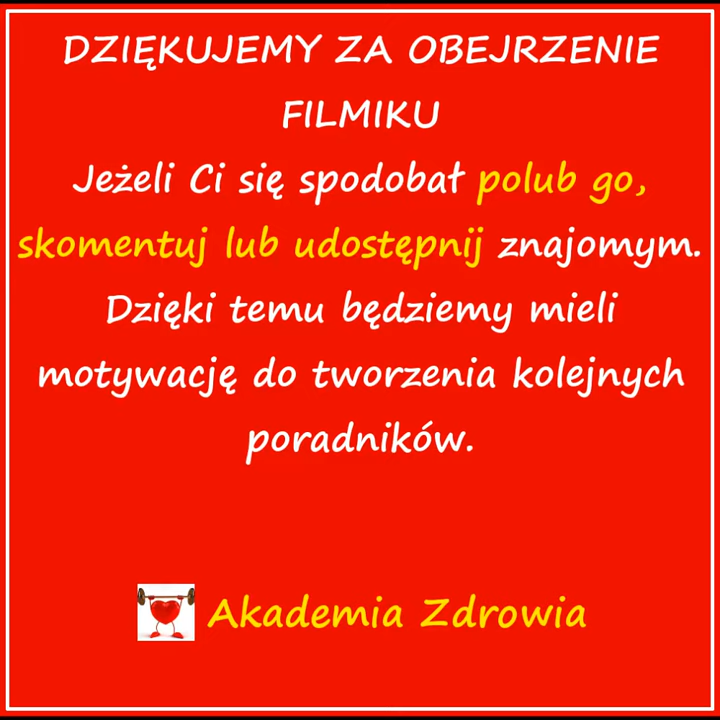 DZIĘKUJEMY ZA OBEJRZENIE
FILMIKU
Jeżeli Ci się spodobał polub go,
skomentuj lub udostępnij znajomym.
Dzięki temu będziemy mieli
motywację do tworzenia kolejnych
poradników.
Akademia Zdrowia